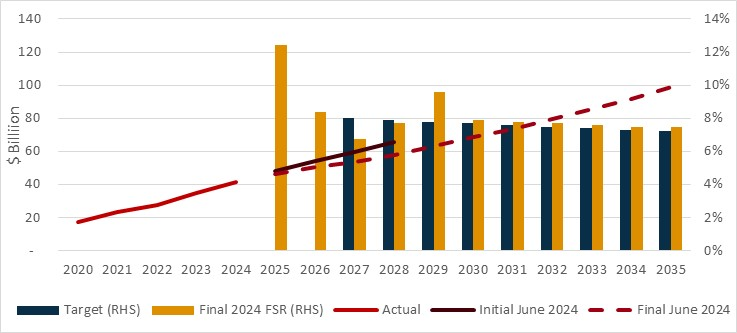 140 14%
120 12%
100 10%
80 8%
60 6%
40 4%
20 2%
- 0%
$ Billiion
2020 2021 2022 2023 2024 2025 2026 2027 2028 2029 2030 2031 2032 2033 2034 2035
Target (RHS) Final 2024 FSR (RHS) Actual Initial June 2024 Final June 2024